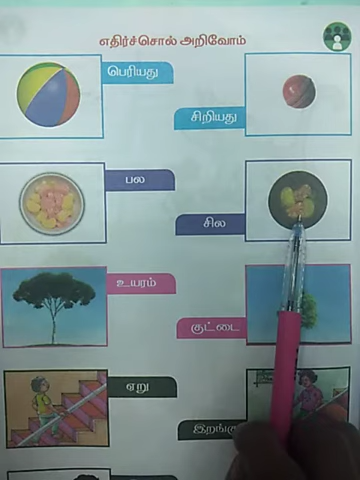 எதிர்ச்சொல் அறிவோம்
பெரியது
சிறியது
பல
சில
உயரம்
குட்டை
ஏறு